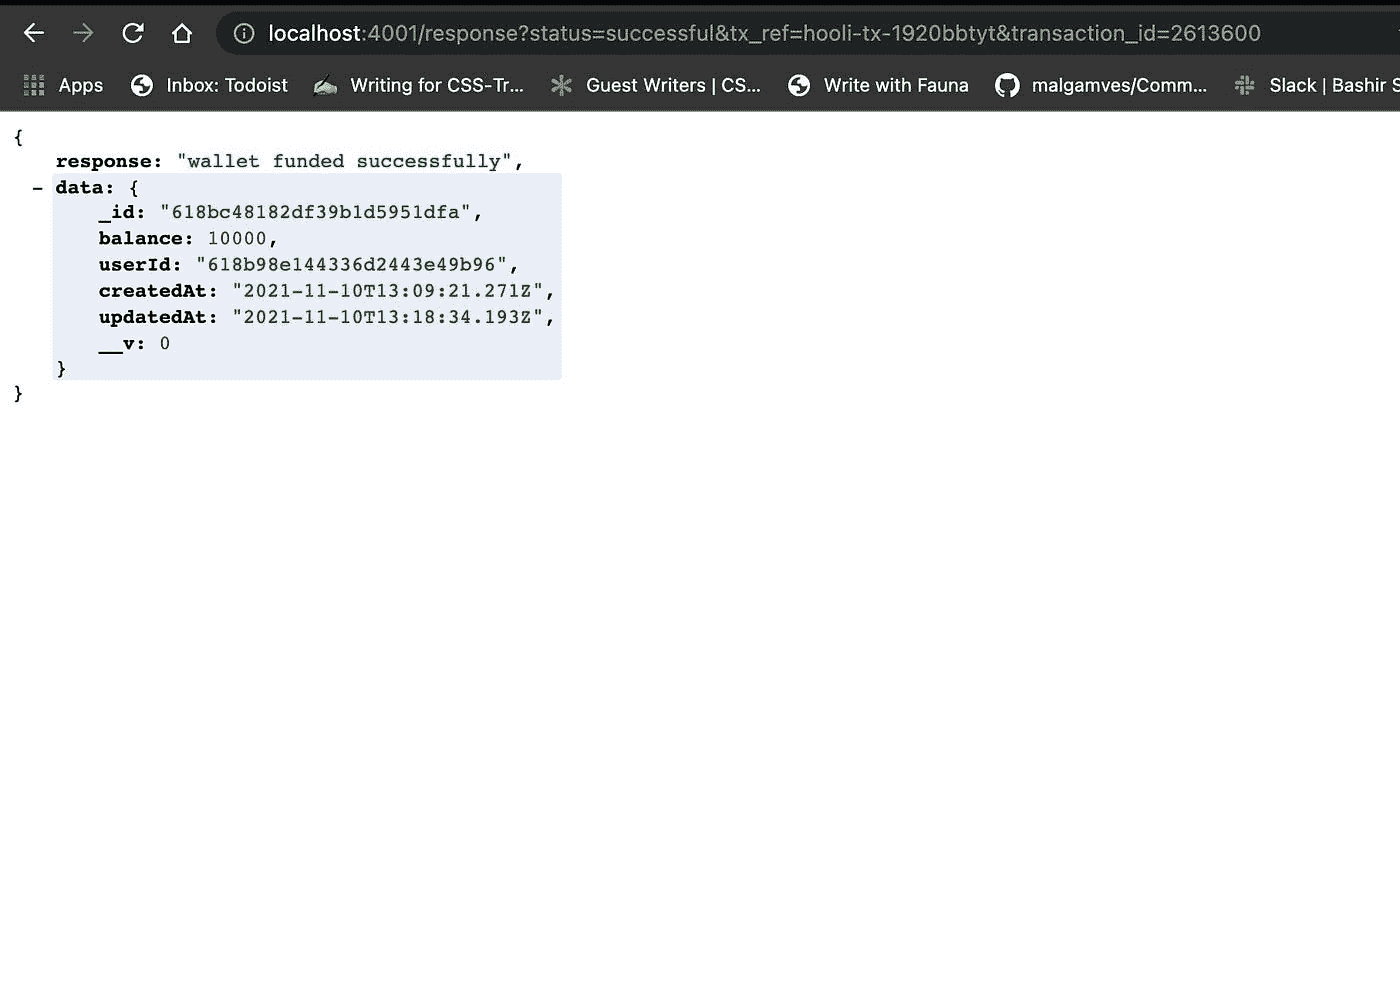 localhost:4001/response?status=successful&tx_ref=hooli-tx-1920bbtyt&transaction_id=2613600
Apps Inbox: Todoist Writing for CSS-Tr... Guest Writers | CS... Write with Fauna malgamves/Comm... Slack | Bashir S
{
response: "wallet funded successfully",
– data: {
_id: "618bc48182df39b1d5951dfa",
balance: 10000,
userId: "618b98e144336d2443e49b96",
createdAt: "2021-11-10T13:09:21.271Z",
updatedAt: "2021-11-10T13:18:34.193Z",
__v: 0
}
}